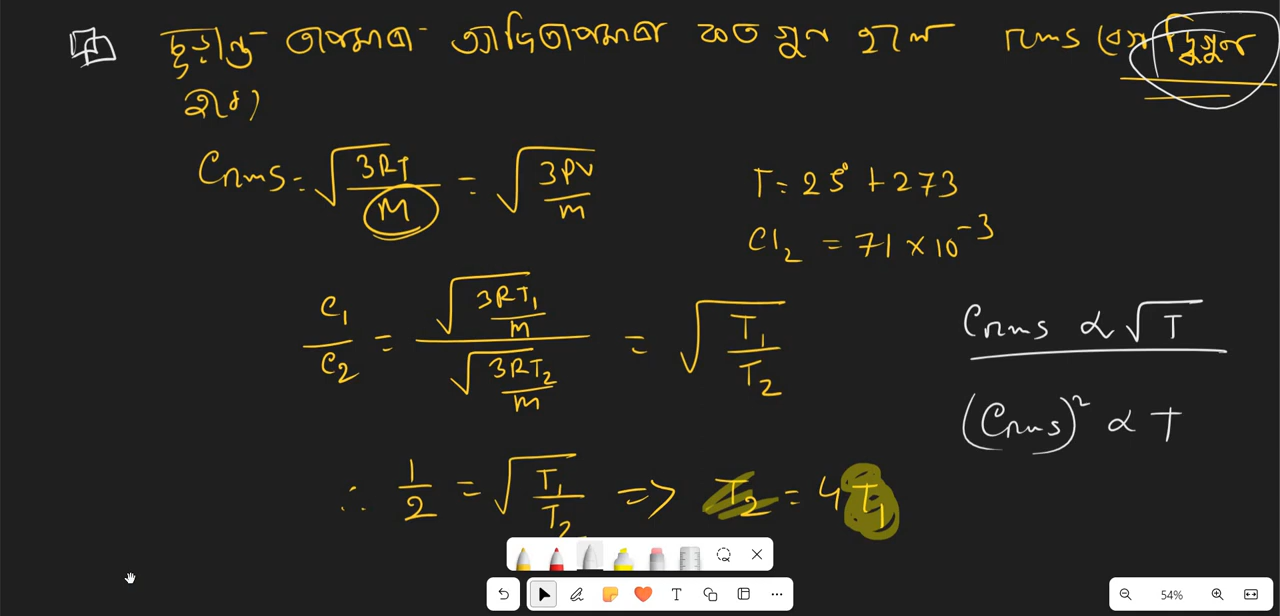 চূড়ান্ত তাপমাত্রা আদিতাপমাত্রার কত গুন হলে rms বেগ দ্বিগুন
হবে?
Crms = √(3RT/M) = √(3PV/m)
T = 25° + 273
Cl₂ = 71 × 10⁻³
C₁/C₂ = √(3RT₁/m) / √(3RT₂/m) = √(T₁/T₂)
Crms ∝ √T
(Crms)² ∝ T
∴ 1/2 = √(T₁/T₂) => T₂ = 4T₁
54%